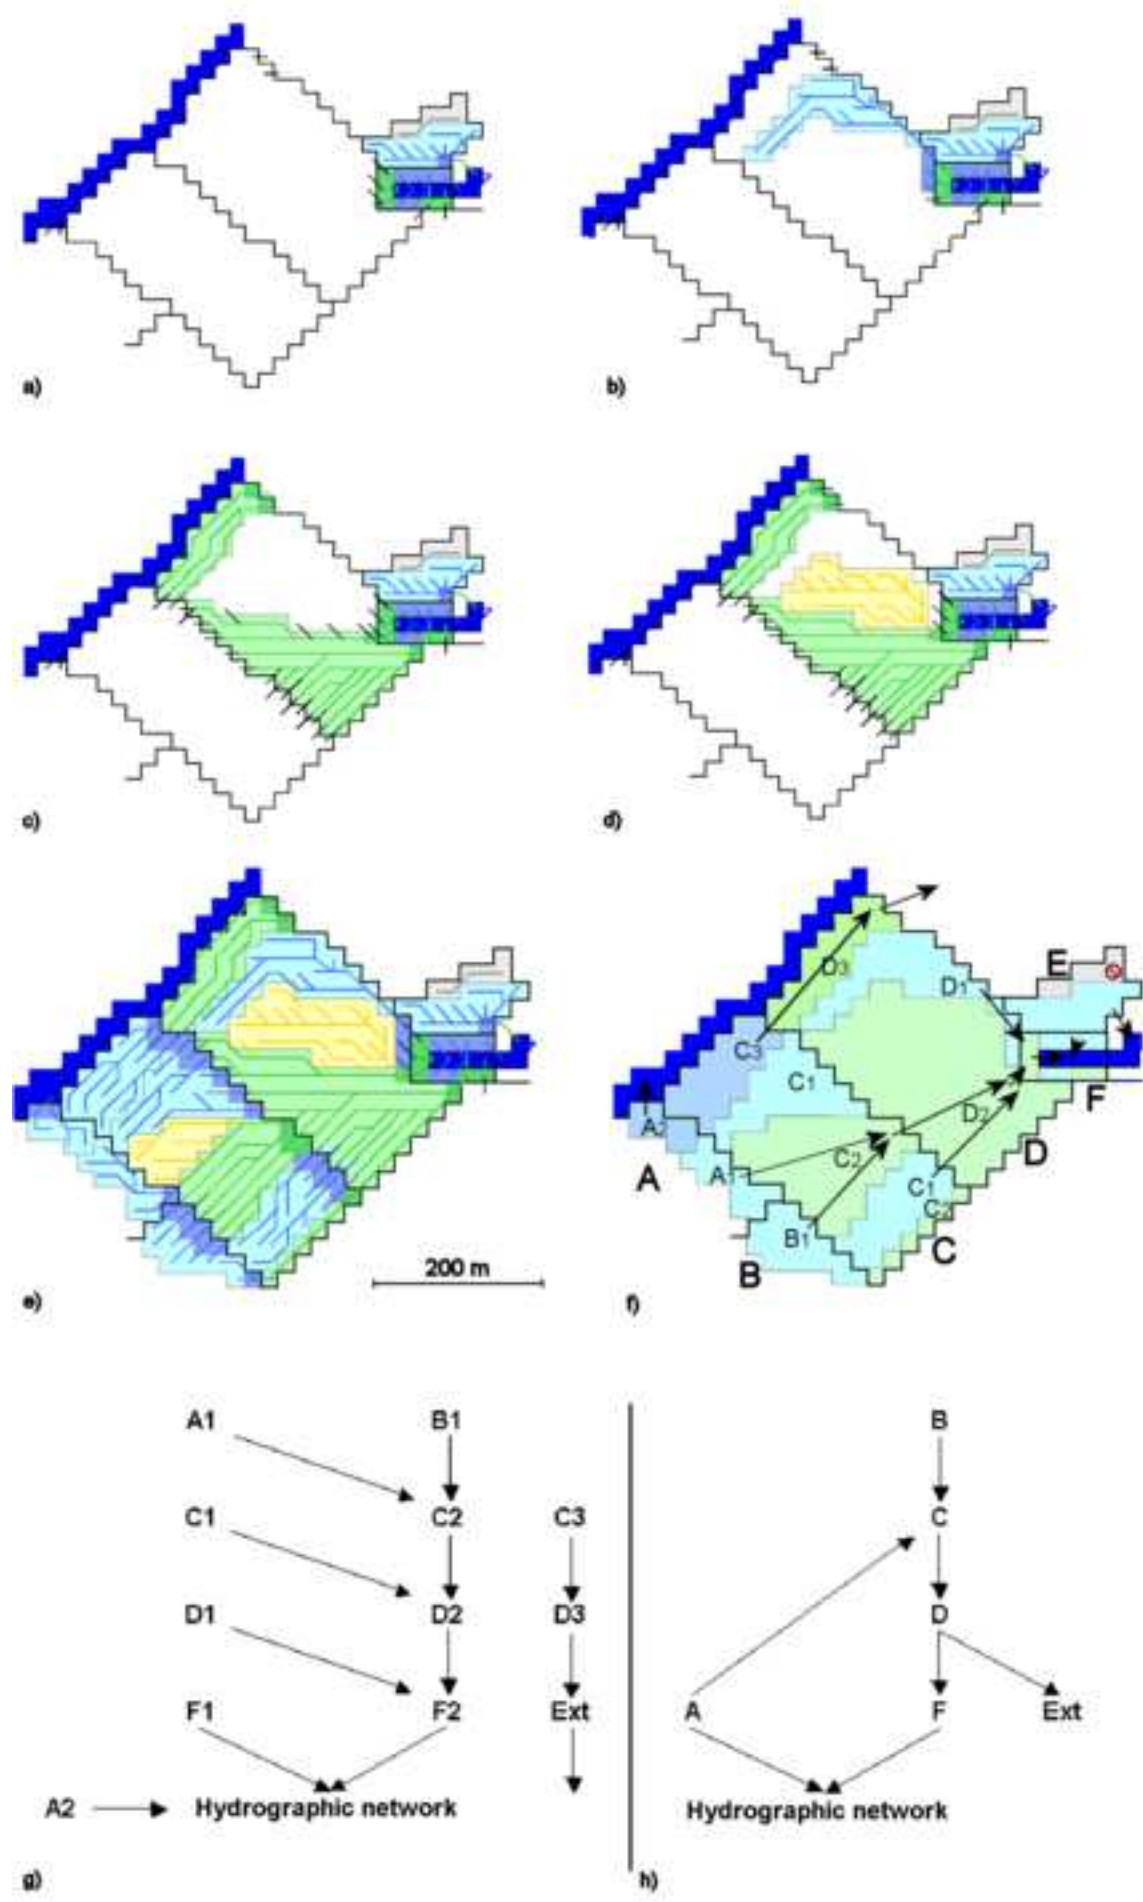 a)
b)
c)
d)
D3
D1
E
C3
C1
F
A2
D2
D
A
A1
C2
C1
C2
B1
C
B
200 m
e)
f)
A1 B1 B
C1 C2 C3 C
D1 D2 D3 D
F1 F2 Ext A F Ext
A2 Hydrographic network Hydrographic network
g)
h)